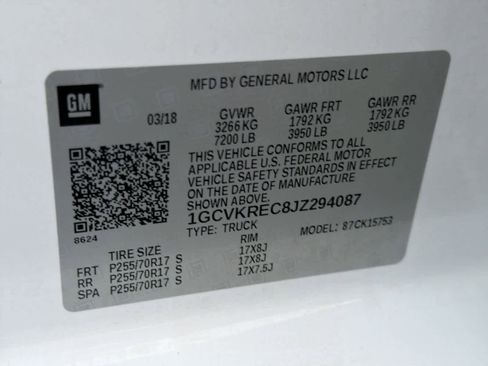 MFD BY GENERAL MOTORS LLC
GM
03/18 GVWR GAWR FRT GAWR RR
3266 KG 1792 KG 1792 KG
7200 LB 3950 LB 3950 LB
THIS VEHICLE CONFORMS TO ALL
APPLICABLE U.S. FEDERAL MOTOR
VEHICLE SAFETY STANDARDS IN EFFECT
ON THE DATE OF MANUFACTURE
SHOWN ABOVE.
1GCVKREC8JZ294087
8624
TYPE: TRUCK MODEL: 87CK15753
TIRE SIZE RIM
FRT P255/70R17 S 17X8J
RR P255/70R17 S 17X8J
SPA P255/70R17 S 17X7.5J